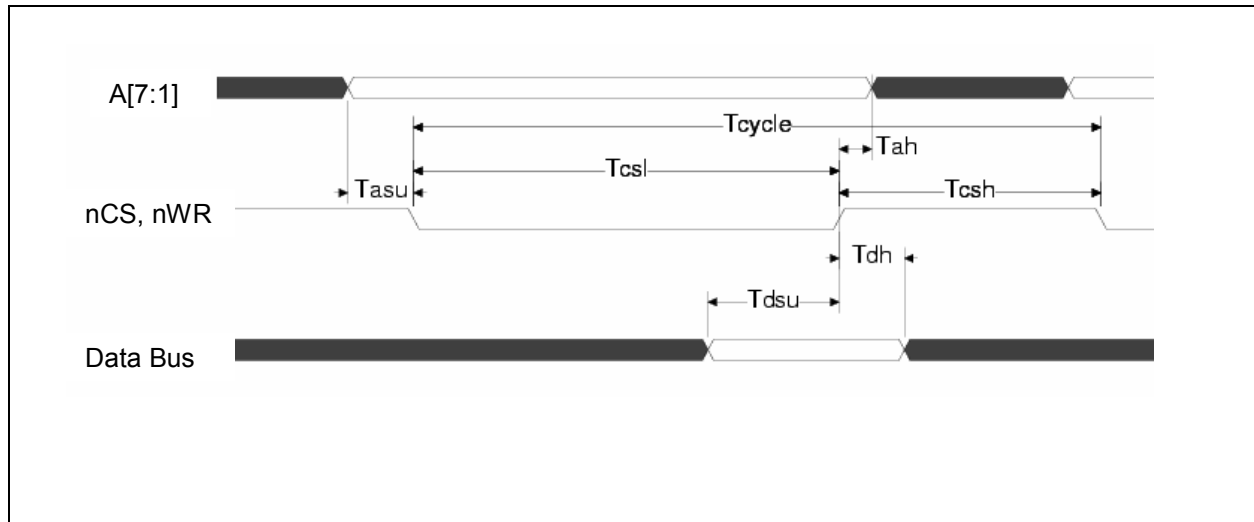 A[7:1]
Tcycle
Tah
Tcsl
Tasu
Tcsh
nCS, nWR
Tdh
Tdsu
Data Bus